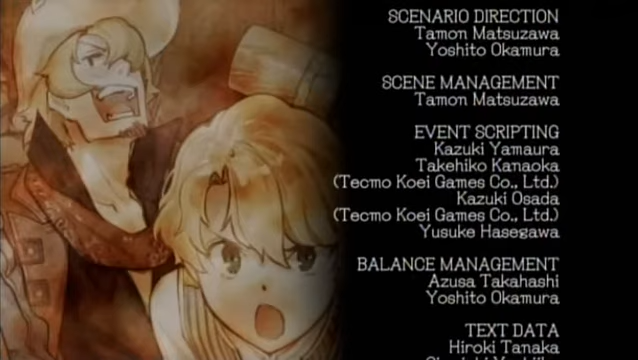 SCENARIO DIRECTION
Tamon Matsuzawa
Yoshito Okamura
SCENE MANAGEMENT
Tamon Matsuzawa
EVENT SCRIPTING
Kazuki Yamaura
Takehiko Kanaoka
(Tecmo Koei Games Co., Ltd.)
Kazuki Osada
(Tecmo Koei Games Co., Ltd.)
Yusuke Hasegawa
BALANCE MANAGEMENT
Azusa Takahashi
Yoshito Okamura
TEXT DATA
Hiroki Tanaka